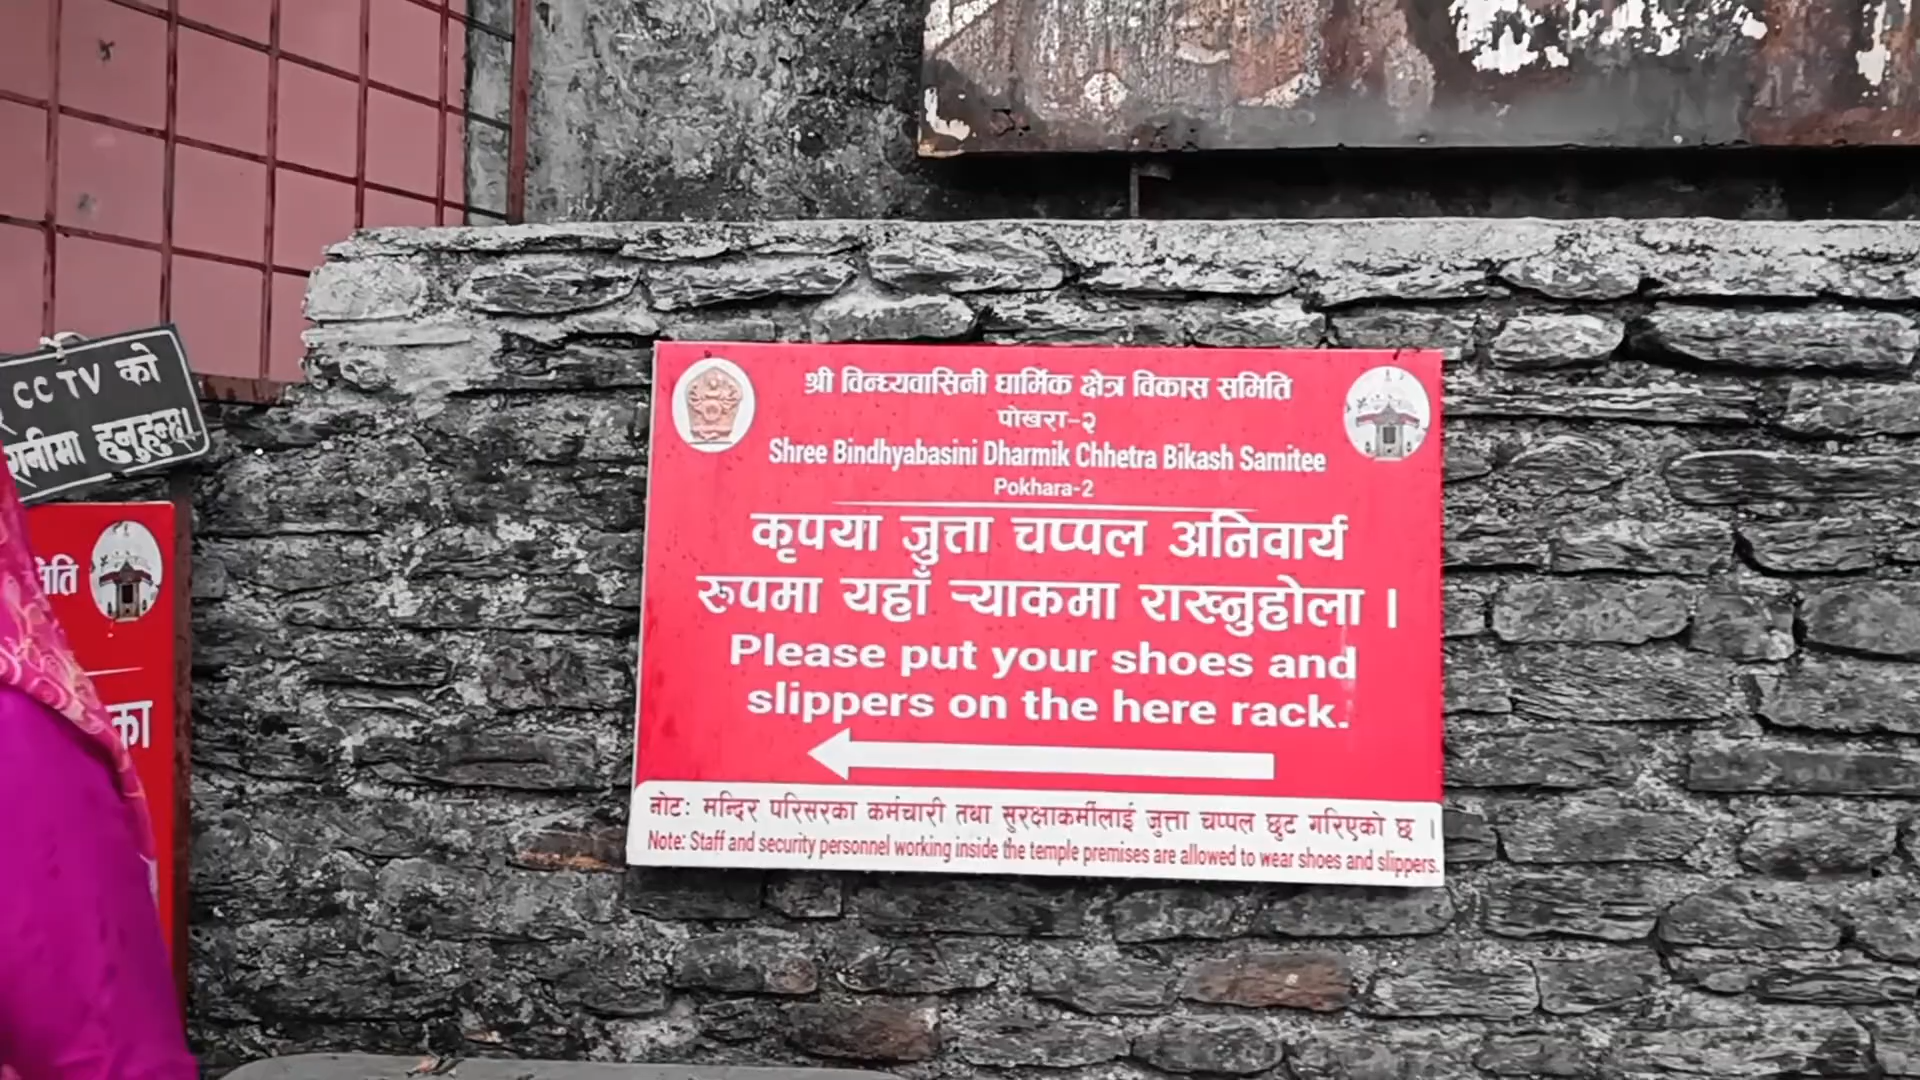 CC TV को
हुनुहुन्छ।
श्री विन्ध्यवासिनी धार्मिक क्षेत्र विकास समिति
पोखरा-२
Shree Bindhyabasini Dharmik Chhetra Bikash Samitee
Pokhara-2
कृपया जुत्ता चप्पल अनिवार्य
रुपमा यहाँ र्‍याकमा राख्नुहोला ।
Please put your shoes and
slippers on the here rack.
नोट: मन्दिर परिसरका कर्मचारी तथा सुरक्षाकर्मीलाई जुत्ता चप्पल छुट गरिएको छ ।
Note: Staff and security personnel working inside the temple premises are allowed to wear shoes and slippers.